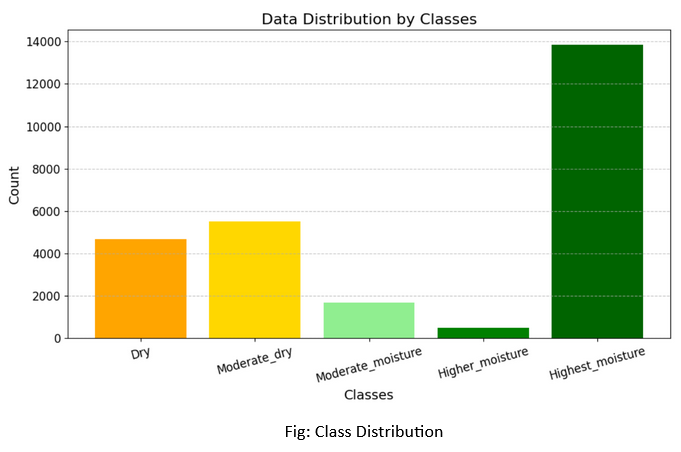 Data Distribution by Classes
14000
12000
10000
8000
6000
4000
2000
0
Count
Dry
Moderate_dry
Moderate_moisture
Higher_moisture
Highest_moisture
Classes
Fig: Class Distribution